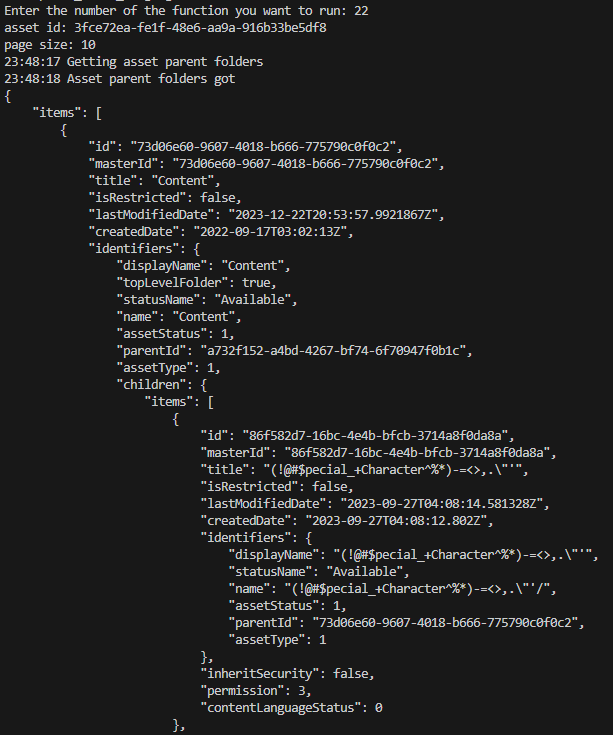 Enter the number of the function you want to run: 22
asset id: 3fce72ea-fe1f-48e6-aa9a-916b33be5df8
page size: 10
23:48:17 Getting asset parent folders
23:48:18 Asset parent folders got
{
    "items": [
        {
            "id": "73d06e60-9607-4018-b666-775790c0f0c2",
            "masterId": "73d06e60-9607-4018-b666-775790c0f0c2",
            "title": "Content",
            "isRestricted": false,
            "lastModifiedDate": "2023-12-22T20:53:57.9921867Z",
            "createdDate": "2022-09-17T03:02:13Z",
            "identifiers": {
                "displayName": "Content",
                "topLevelFolder": true,
                "statusName": "Available",
                "name": "Content",
                "assetStatus": 1,
                "parentId": "a732f152-a4bd-4267-bf74-6f70947f0b1c",
                "assetType": 1,
                "children": {
                    "items": [
                        {
                            "id": "86f582d7-16bc-4e4b-bfcb-3714a8f0da8a",
                            "masterId": "86f582d7-16bc-4e4b-bfcb-3714a8f0da8a",
                            "title": "(!@#$pecial_+Character^%*)-=<>,.\"'",
                            "isRestricted": false,
                            "lastModifiedDate": "2023-09-27T04:08:14.581328Z",
                            "createdDate": "2023-09-27T04:08:12.802Z",
                            "identifiers": {
                                "displayName": "(!@#$pecial_+Character^%*)-=<>,.\"'",
                                "statusName": "Available",
                                "name": "(!@#$pecial_+Character^%*)-=<>,.\"'/",
                                "assetStatus": 1,
                                "parentId": "73d06e60-9607-4018-b666-775790c0f0c2",
                                "assetType": 1
                            },
                            "inheritSecurity": false,
                            "permission": 3,
                            "contentLanguageStatus": 0
                        },